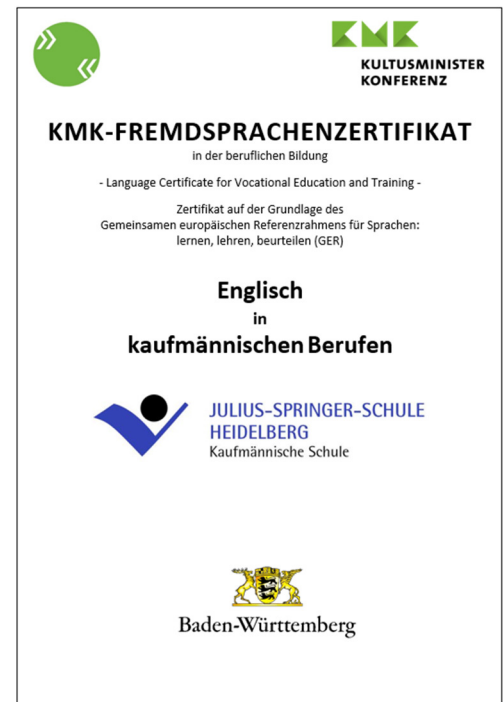 KMK
KULTUSMINISTER
KONFERENZ
KMK-FREMDSPRACHENZERTIFIKAT
in der beruflichen Bildung
- Language Certificate for Vocational Education and Training -
Zertifikat auf der Grundlage des
Gemeinsamen europäischen Referenzrahmens für Sprachen:
lernen, lehren, beurteilen (GER)
Englisch
in
kaufmännischen Berufen
JULIUS-SPRINGER-SCHULE
HEIDELBERG
Kaufmännische Schule
Baden-Württemberg